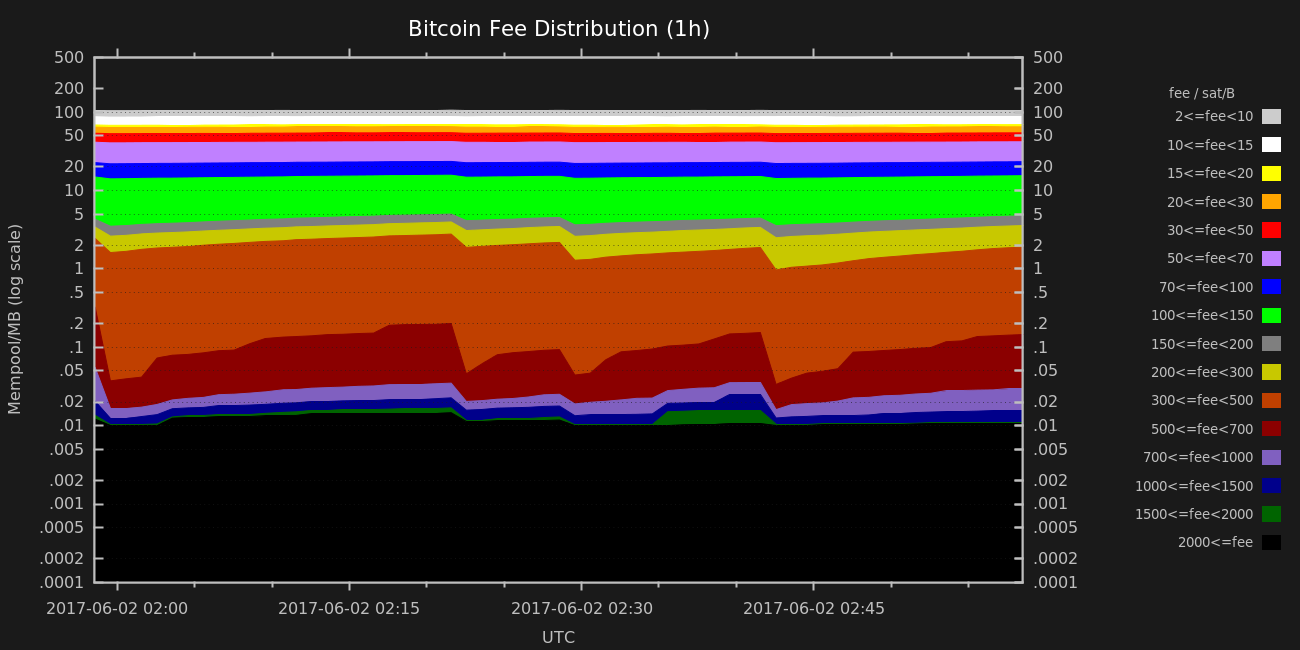 Bitcoin Fee Distribution (1h)
Mempool/MB (log scale)
500
200
100
50
20
10
5
2
1
.5
.2
.1
.05
.02
.01
.005
.002
.001
.0005
.0002
.0001
500
200
100
50
20
10
5
2
1
.5
.2
.1
.05
.02
.01
.005
.002
.001
.0005
.0002
.0001
2017-06-02 02:00 2017-06-02 02:15 2017-06-02 02:30 2017-06-02 02:45
UTC
fee / sat/B
2<=fee<10
10<=fee<15
15<=fee<20
20<=fee<30
30<=fee<50
50<=fee<70
70<=fee<100
100<=fee<150
150<=fee<200
200<=fee<300
300<=fee<500
500<=fee<700
700<=fee<1000
1000<=fee<1500
1500<=fee<2000
2000<=fee